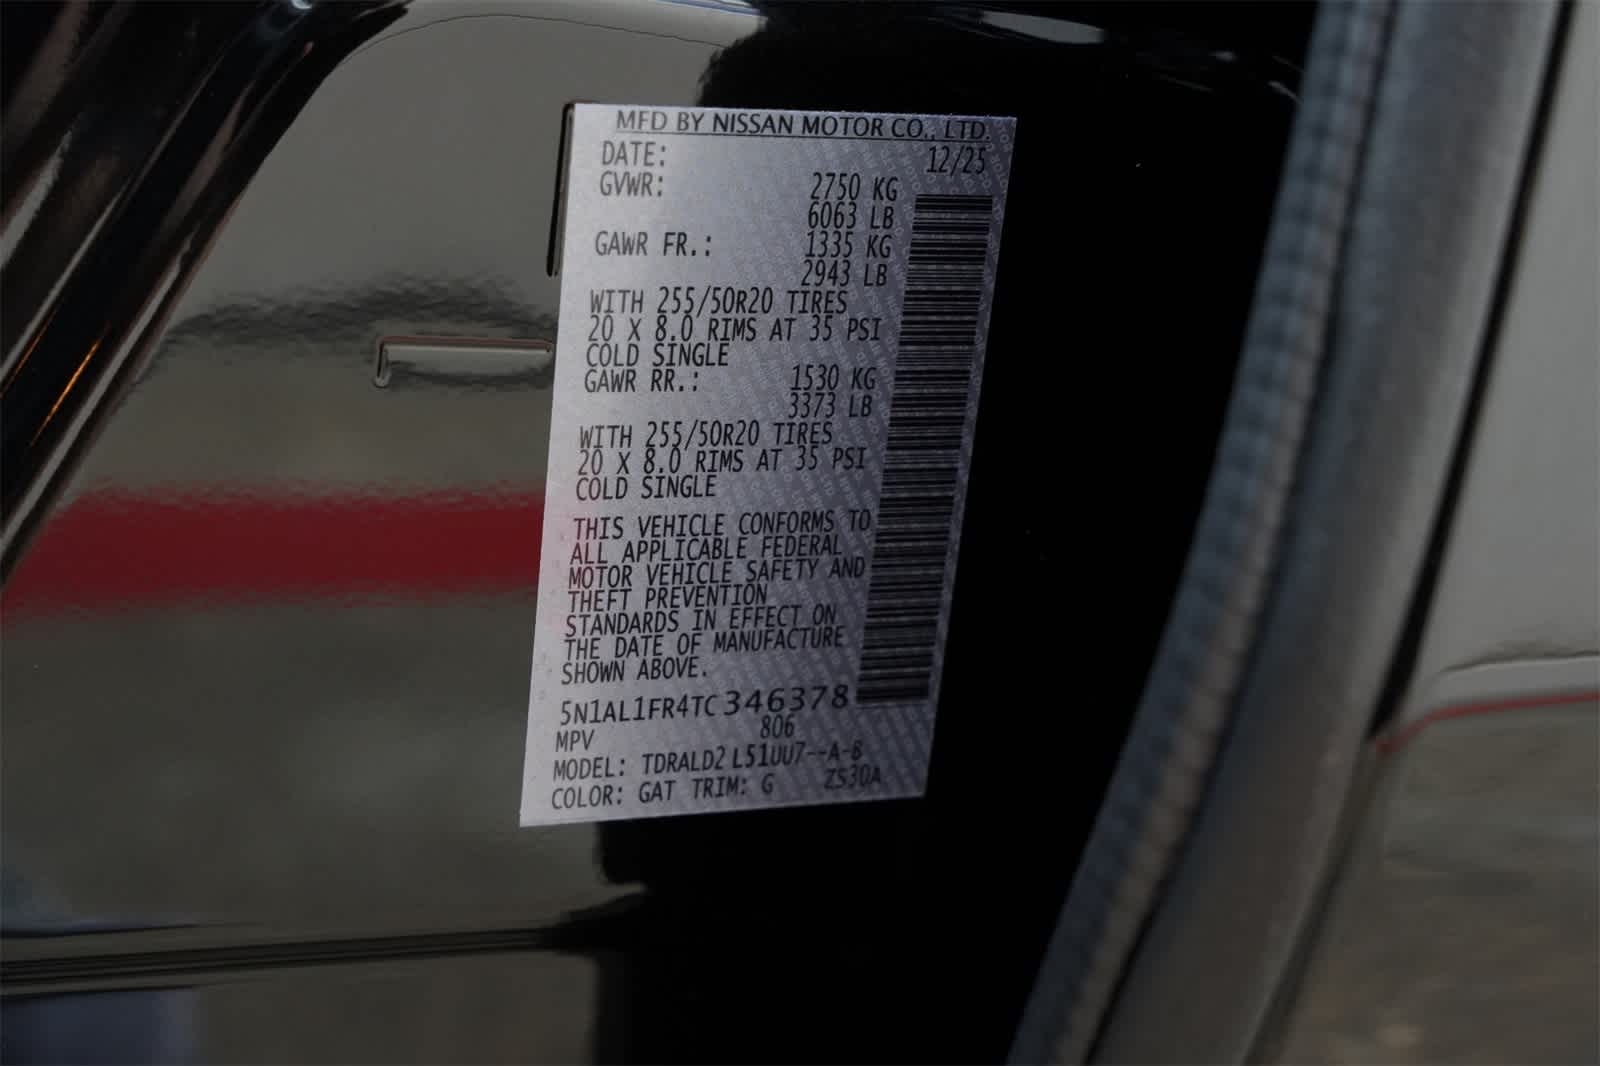 MFD BY NISSAN MOTOR CO., LTD.
DATE: 12/25
GVWR: 2750 KG
6063 LB
GAWR FR.: 1335 KG
2943 LB
WITH 255/50R20 TIRES
20 X 8.0 RIMS AT 35 PSI
COLD SINGLE
GAWR RR.: 1530 KG
3373 LB
WITH 255/50R20 TIRES
20 X 8.0 RIMS AT 35 PSI
COLD SINGLE
THIS VEHICLE CONFORMS TO
ALL APPLICABLE FEDERAL
MOTOR VEHICLE SAFETY AND
THEFT PREVENTION
STANDARDS IN EFFECT ON
THE DATE OF MANUFACTURE
SHOWN ABOVE.
5N1AL1FR4TC346378
MPV 806
MODEL: TDRALD2 L51UU7--A-B
COLOR: GAT TRIM: G ZS30A